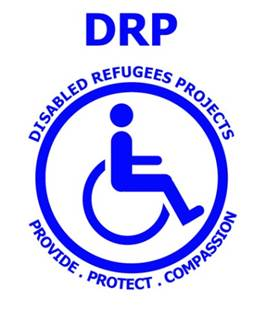 DRP
DISABLED REFUGEES PROJECTS
PROVIDE . PROTECT . COMPASSION